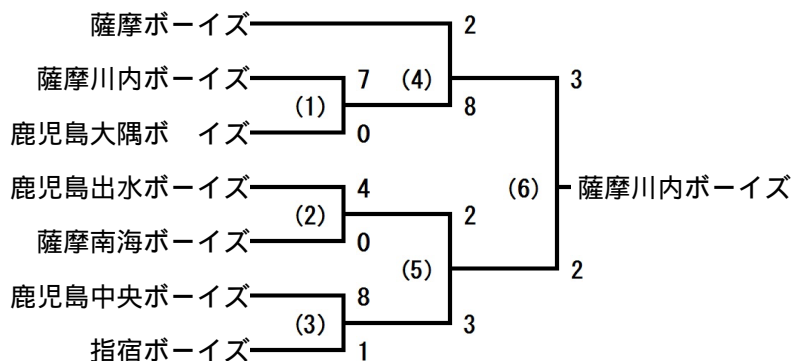 薩摩ボーイズ 2
薩摩川内ボーイズ 7 (4) 3
(1) 8
鹿児島大隅ボ イズ 0
鹿児島出水ボーイズ 4 (6) 薩摩川内ボーイズ
(2) 2
薩摩南海ボーイズ 0
(5) 2
鹿児島中央ボーイズ 8
(3) 3
指宿ボーイズ 1